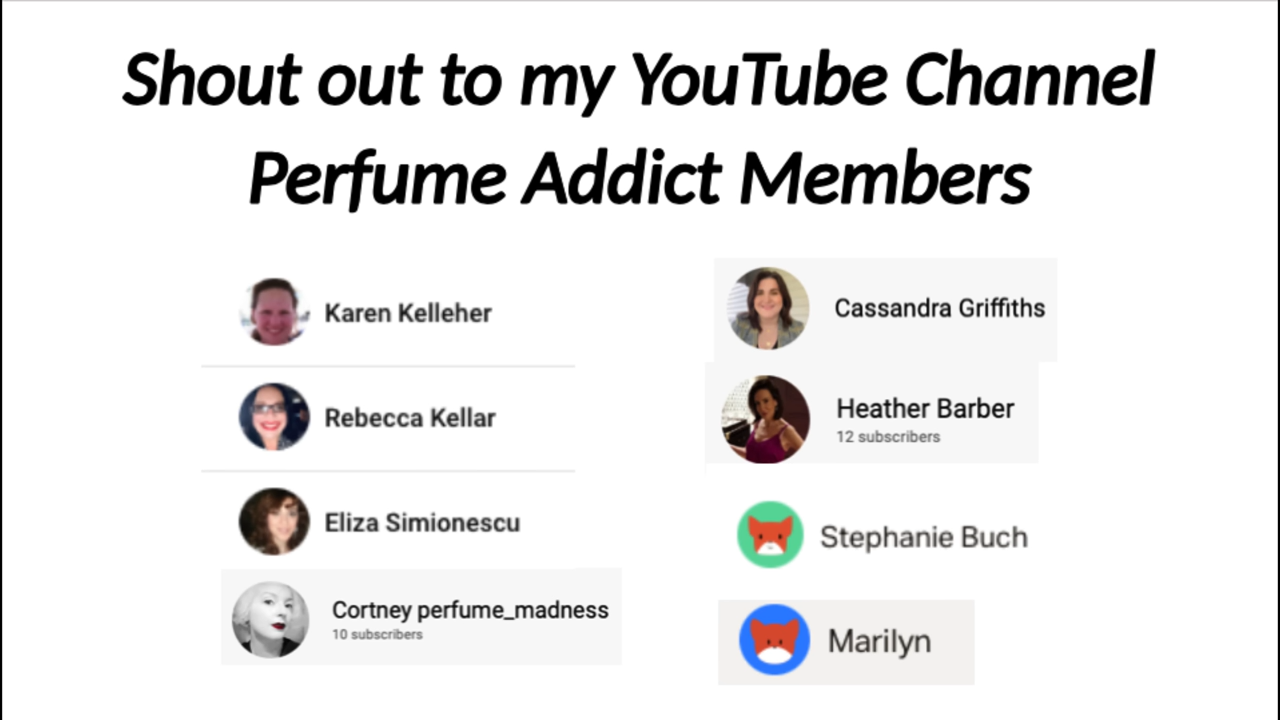 Shout out to my YouTube Channel
Perfume Addict Members
Karen Kelleher
Rebecca Kellar
Eliza Simionescu
Cortney perfume_madness
10 subscribers
Cassandra Griffiths
Heather Barber
12 subscribers
Stephanie Buch
Marilyn